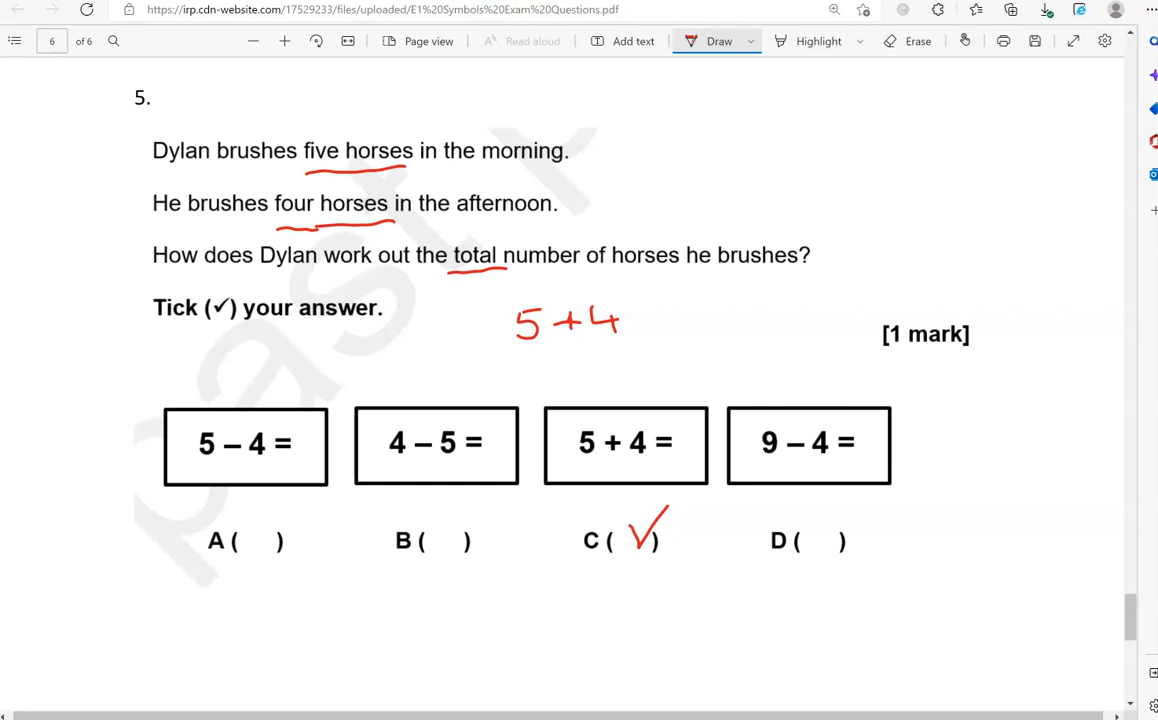 https://irp.cdn-website.com/17529233/files/uploaded/E1%20Symbols%20Exam%20Questions.pdf
6 of 6 Page view Read aloud Add text Draw Highlight Erase
5.
Dylan brushes five horses in the morning.
He brushes four horses in the afternoon.
How does Dylan work out the total number of horses he brushes?
Tick (✓) your answer.
5 + 4
[1 mark]
5 – 4 = 4 – 5 = 5 + 4 = 9 – 4 =
A ( ) B ( ) C ( ✓ ) D ( )